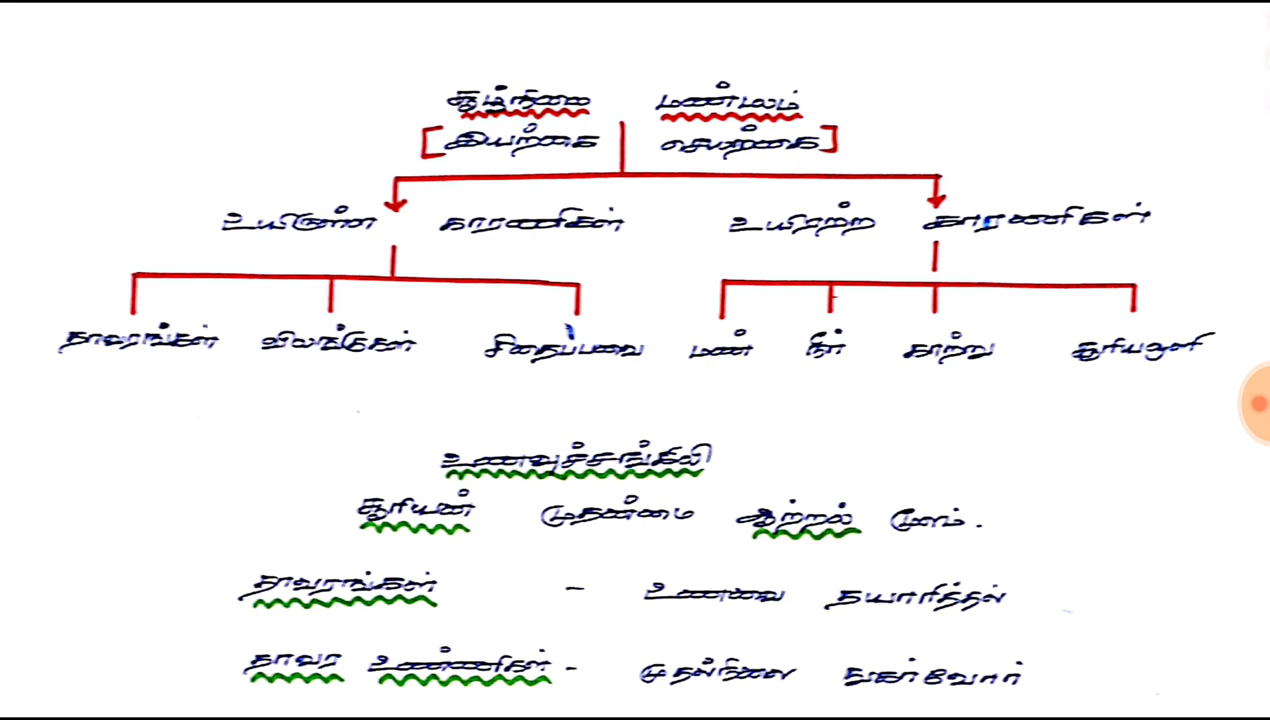 சூழ்நிலை மண்டலம்
[இயற்கை செயற்கை]
உயிருள்ள காரணிகள் உயிரற்ற காரணிகள்
தாவரங்கள் விலங்குகள் சிதைப்பவை மண் நீர் காற்று சூரியஒளி
உணவுச்சங்கிலி
சூரியன் முதன்மை ஆற்றல் மூலம்.
தாவரங்கள் - உணவை தயாரித்தல்
தாவர உண்ணிகள் - முதல்நிலை நுகர்வோர்